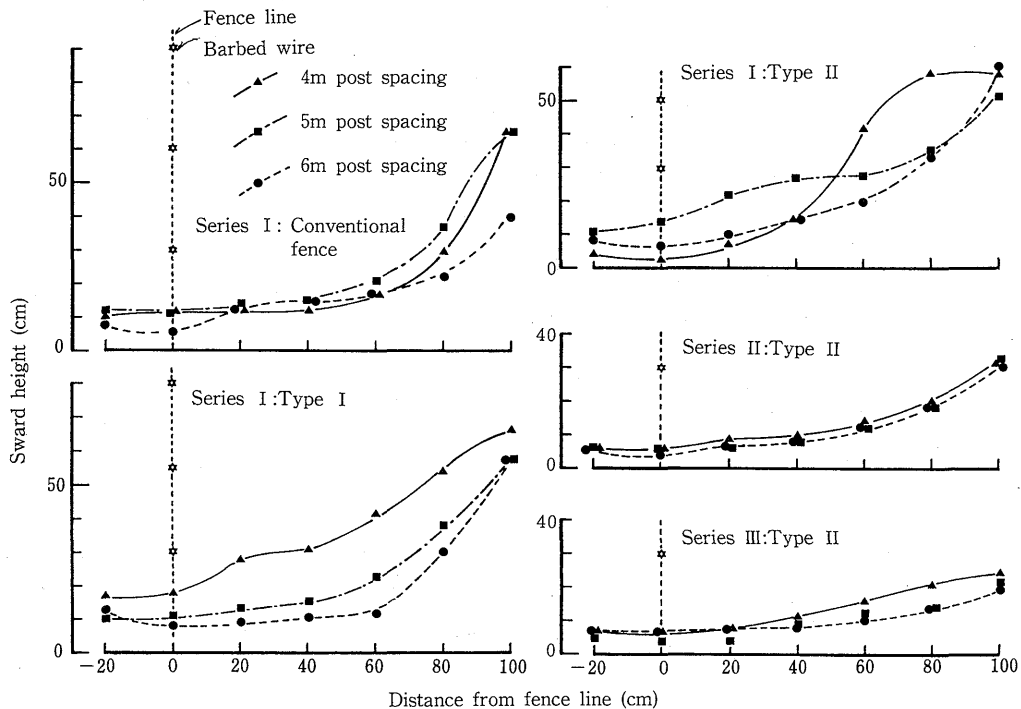 Fence line
Barbed wire
4m post spacing
5m post spacing
6m post spacing
Series I : Conventional
fence
50
0
Series I :Type I
50
0
−20 0 20 40 60 80 100
Series I :Type II
50
0
Series II :Type II
40
0
Series III :Type II
40
0
−20 0 20 40 60 80 100
Sward height (cm)
Distance from fence line (cm)